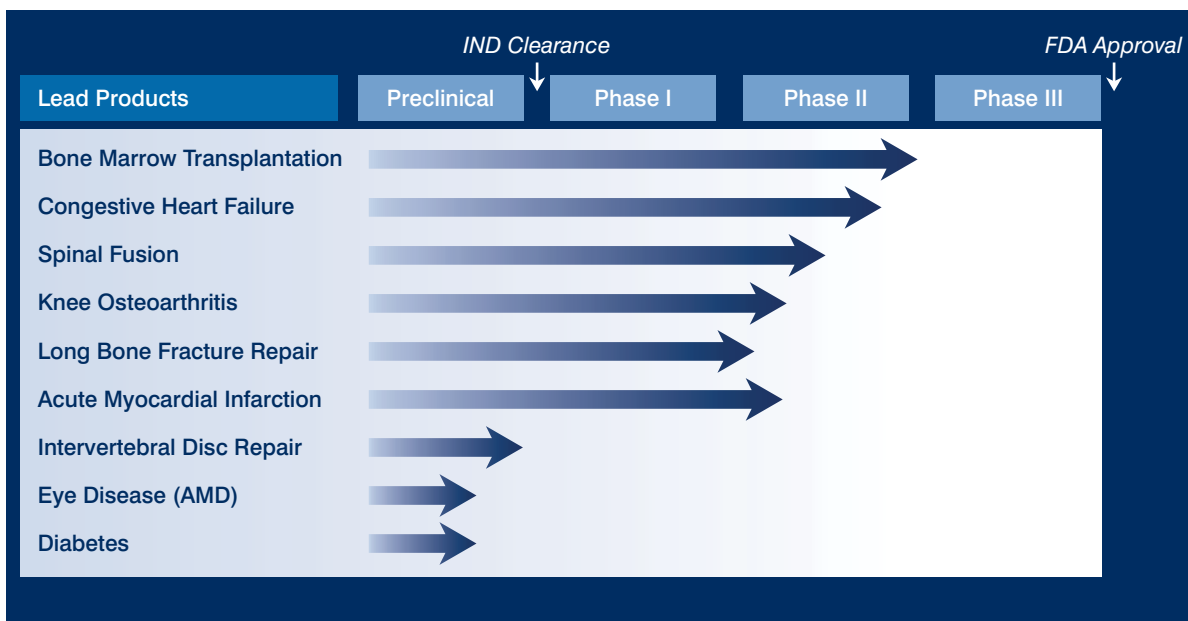 IND Clearance
FDA Approval
Lead Products
Preclinical
Phase I
Phase II
Phase III
Bone Marrow Transplantation
Congestive Heart Failure
Spinal Fusion
Knee Osteoarthritis
Long Bone Fracture Repair
Acute Myocardial Infarction
Intervertebral Disc Repair
Eye Disease (AMD)
Diabetes